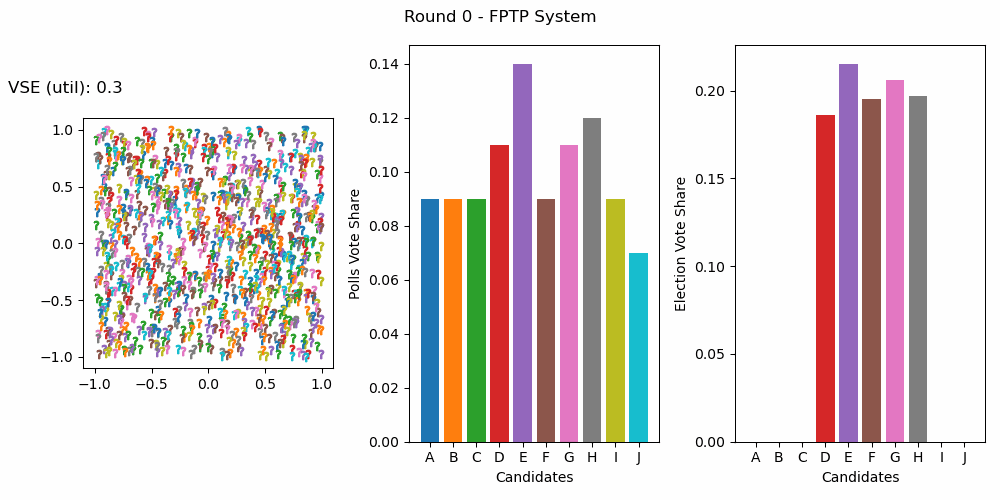 Round 0 - FPTP System
VSE (util): 0.3
1.0
0.5
0.0
−0.5
−1.0
−1.0 −0.5 0.0 0.5 1.0
Polls Vote Share
0.14
0.12
0.10
0.08
0.06
0.04
0.02
0.00
A B C D E F G H I J
Candidates
Election Vote Share
0.20
0.15
0.10
0.05
0.00
A B C D E F G H I J
Candidates